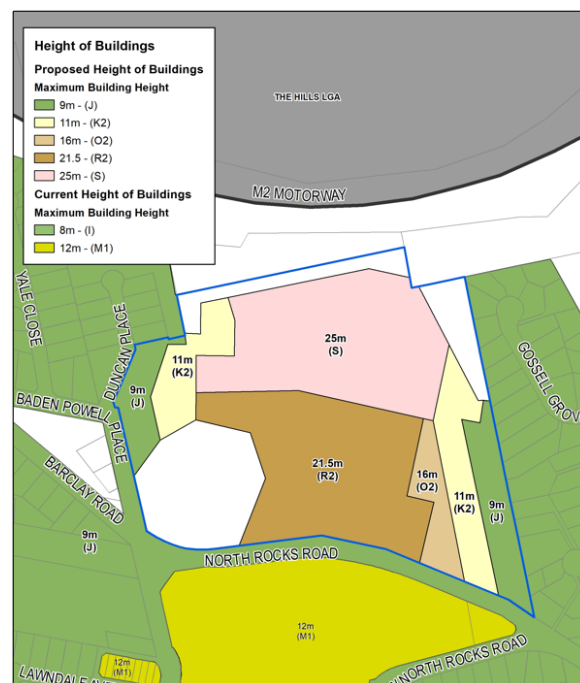 Height of Buildings
Proposed Height of Buildings
Maximum Building Height
9m - (J)
11m - (K2)
16m - (O2)
21.5 - (R2)
25m - (S)
Current Height of Buildings
Maximum Building Height
8m - (I)
12m - (M1)
THE HILLS LGA
M2 MOTORWAY
YALE CLOSE
DUNCAN PLACE
GOSSELL GROV
25m
(S)
11m
(K2)
9m
(J)
BADEN POWELL PLACE
BARCLAY ROAD
21.5m
(R2)
16m
(O2)
11m
(K2)
9m
(J)
9m
(J)
NORTH ROCKS ROAD
12m
(M1)
12m
(M1)
NORTH ROCKS ROAD